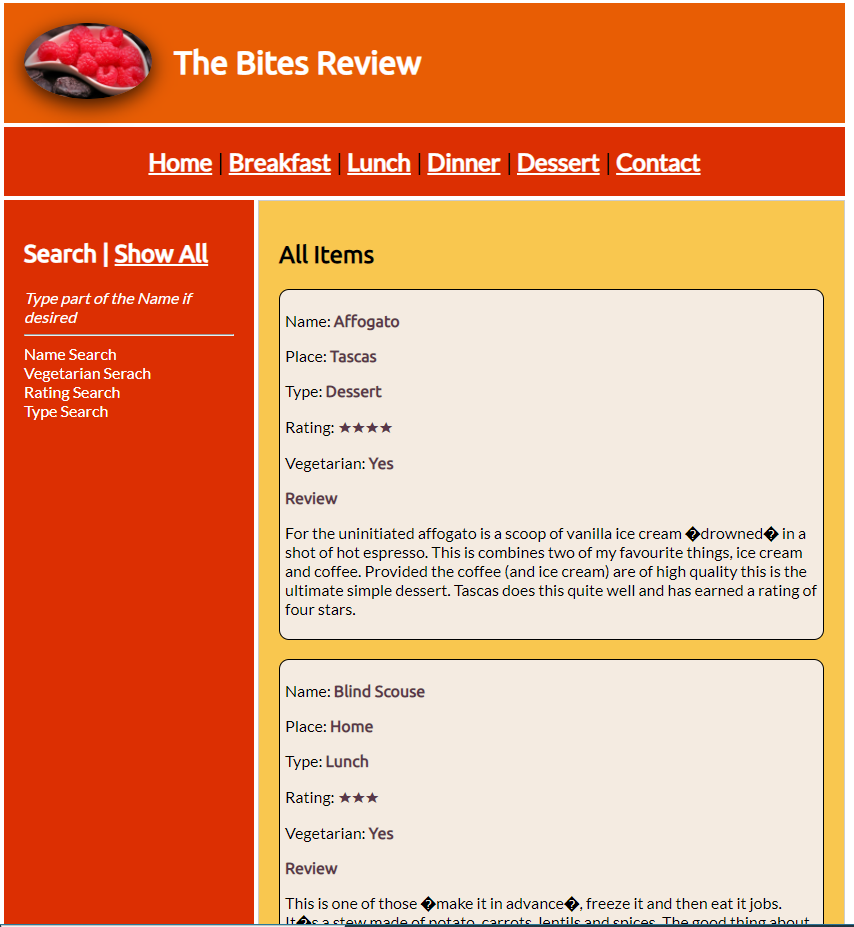 The Bites Review
Home | Breakfast | Lunch | Dinner | Dessert | Contact
Search | Show All
Type part of the Name if
desired
Name Search
Vegetarian Serach
Rating Search
Type Search
All Items
Name: Affogato
Place: Tascas
Type: Dessert
Rating: ★★★★
Vegetarian: Yes
Review
For the uninitiated affogato is a scoop of vanilla ice cream �drowned� in a
shot of hot espresso. This is combines two of my favourite things, ice cream
and coffee. Provided the coffee (and ice cream) are of high quality this is the
ultimate simple dessert. Tascas does this quite well and has earned a rating of
four stars.
Name: Blind Scouse
Place: Home
Type: Lunch
Rating: ★★★
Vegetarian: Yes
Review
This is one of those �make it in advance�, freeze it and then eat it jobs.
It�s a stew made of potato, carrots, lentils and spices. The good thing about